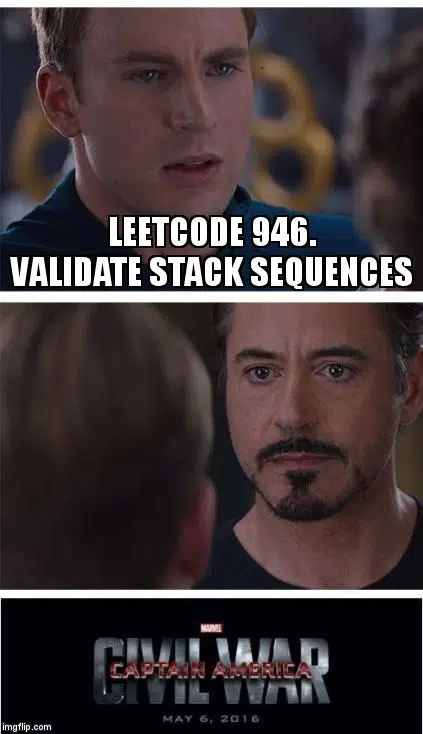 LEETCODE 946.
VALIDATE STACK SEQUENCES
MARVEL
CIVIL WAR
CAPTAIN AMERICA
MAY 6, 2016
imgflip.com